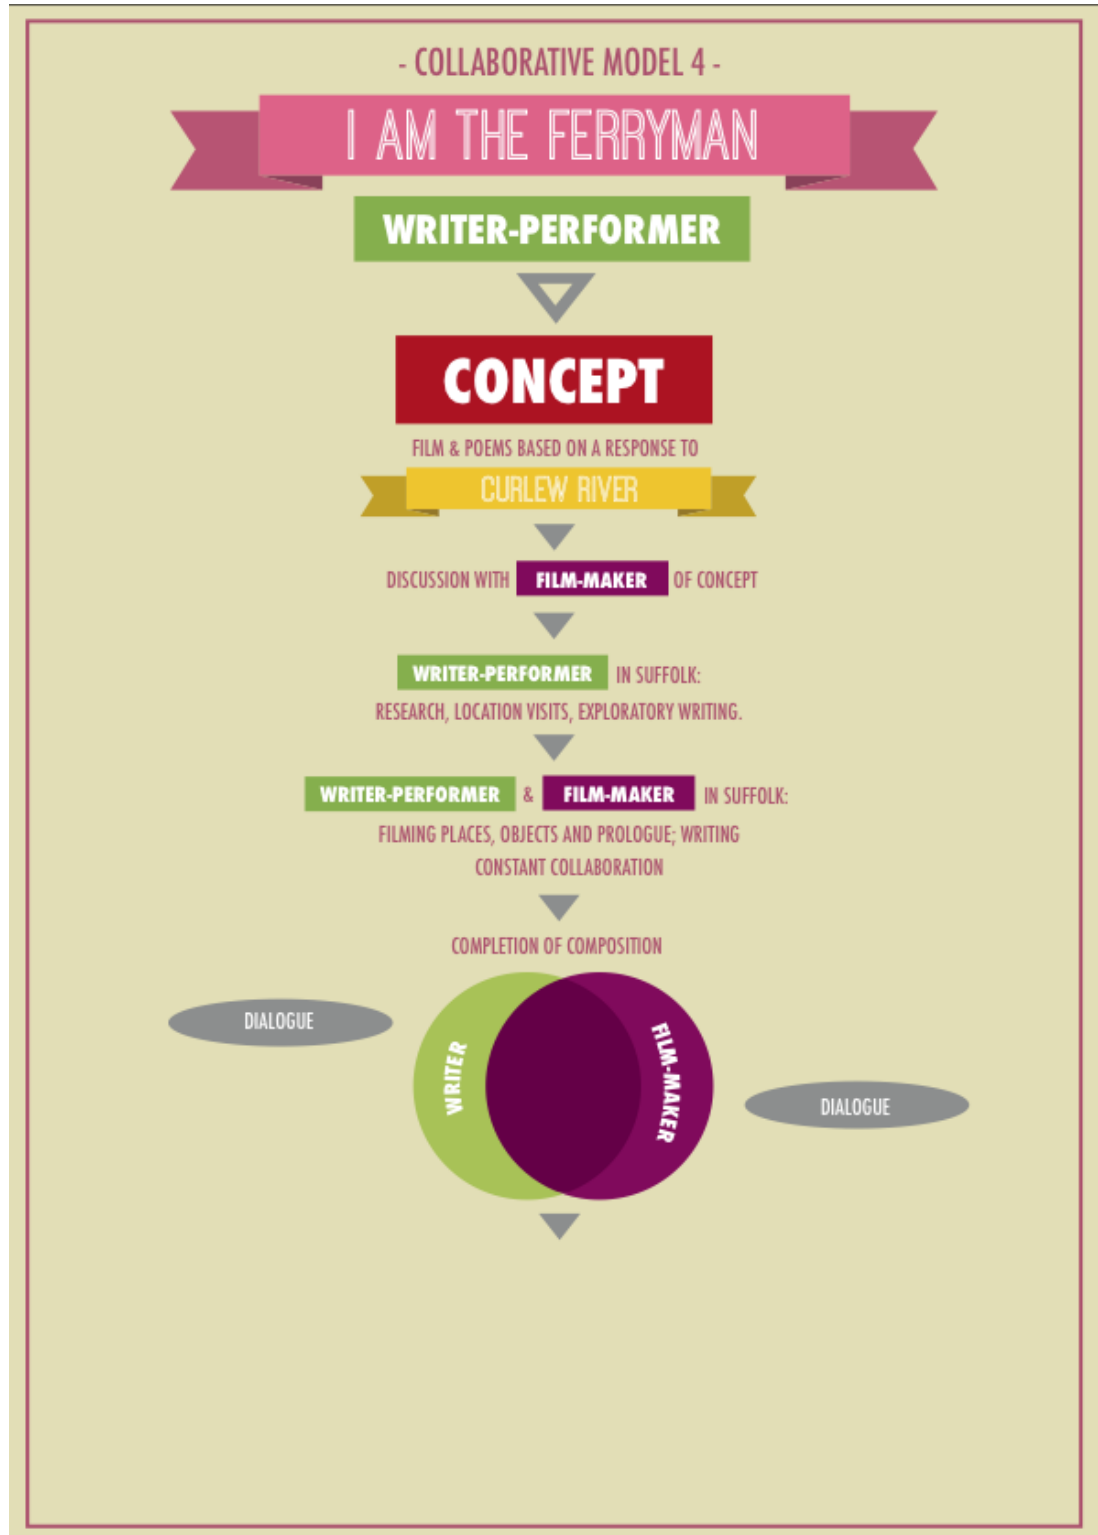 - COLLABORATIVE MODEL 4 -
I AM THE FERRYMAN
WRITER-PERFORMER
CONCEPT
FILM & POEMS BASED ON A RESPONSE TO
CURLEW RIVER
DISCUSSION WITH FILM-MAKER OF CONCEPT
WRITER-PERFORMER IN SUFFOLK:
RESEARCH, LOCATION VISITS, EXPLORATORY WRITING.
WRITER-PERFORMER & FILM-MAKER IN SUFFOLK:
FILMING PLACES, OBJECTS AND PROLOGUE; WRITING
CONSTANT COLLABORATION
COMPLETION OF COMPOSITION
DIALOGUE
WRITER
FILM-MAKER
DIALOGUE